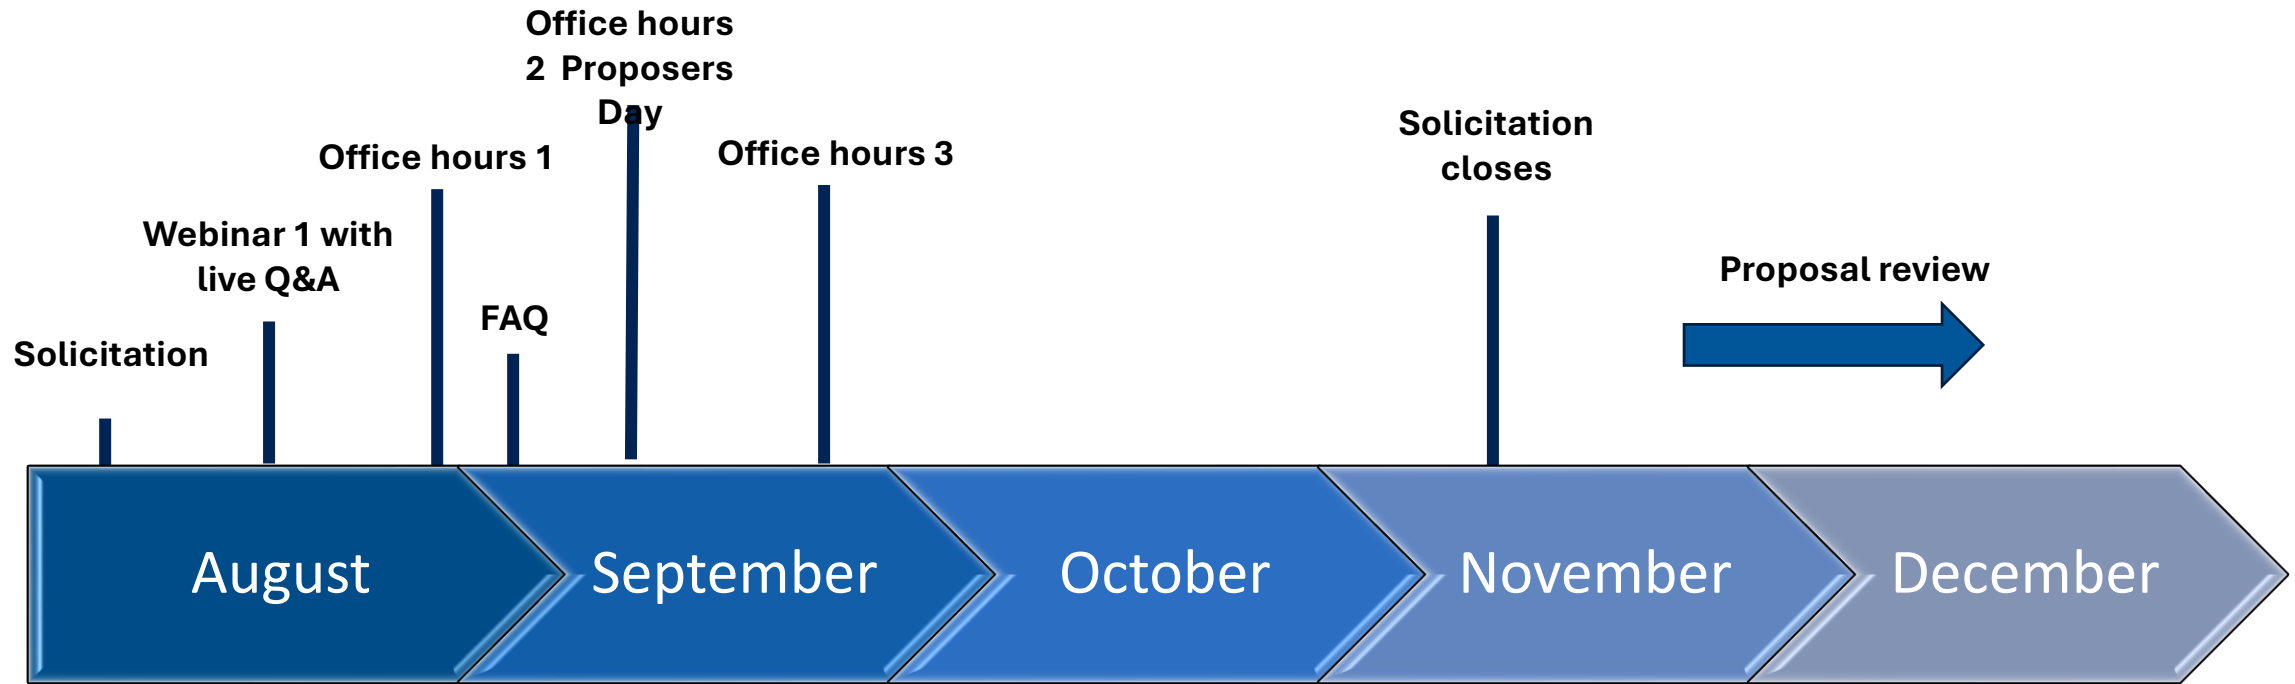 Office hours
2 Proposers
Day
Solicitation
closes
Office hours 1
Office hours 3
Webinar 1 with
live Q&A
Proposal review
FAQ
Solicitation
August
September
October
November
December